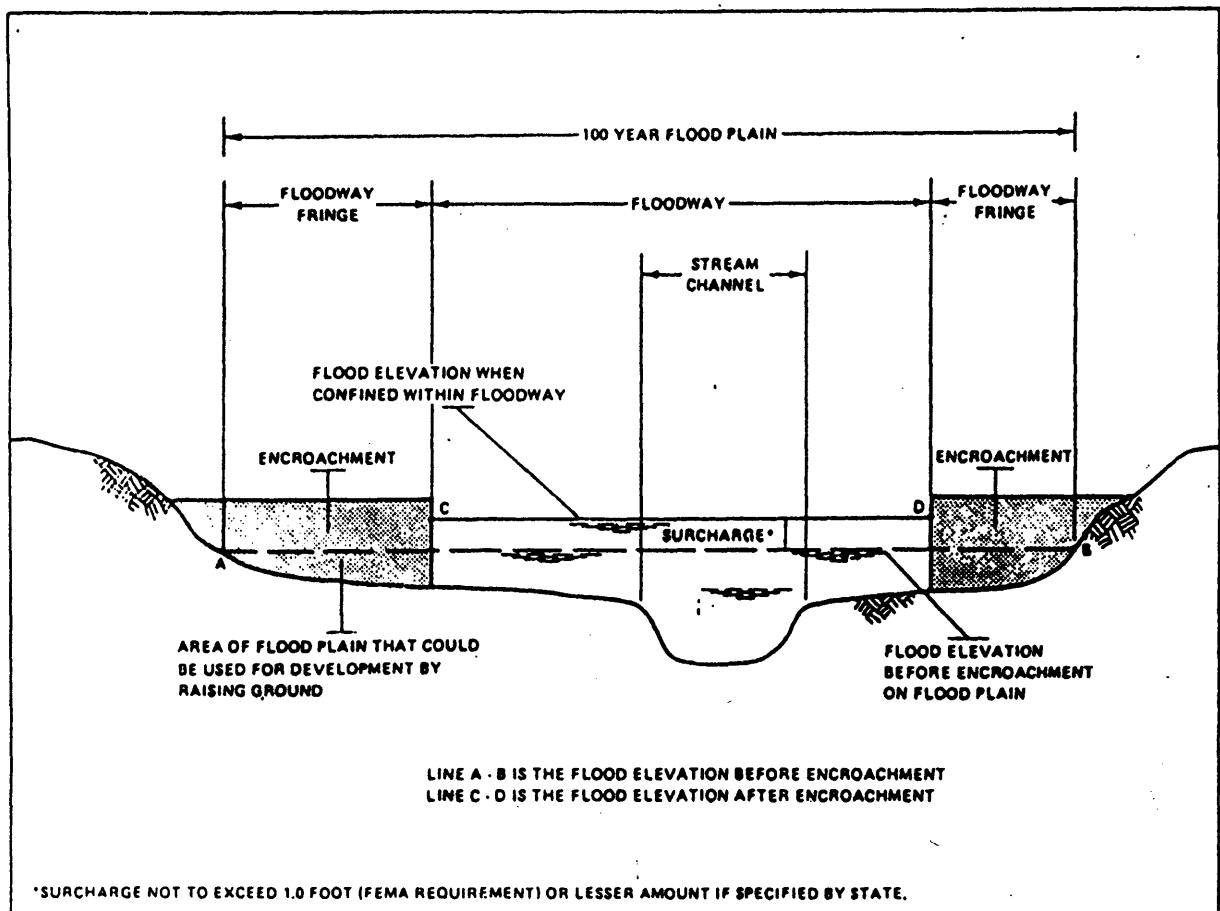 100 YEAR FLOOD PLAIN
FLOODWAY
FRINGE
FLOODWAY
FLOODWAY
FRINGE
STREAM
CHANNEL
FLOOD ELEVATION WHEN
CONFINED WITHIN FLOODWAY
ENCROACHMENT
ENCROACHMENT
C
D
SURCHARGE*
A
B
AREA OF FLOOD PLAIN THAT COULD
BE USED FOR DEVELOPMENT BY
RAISING GROUND
FLOOD ELEVATION
BEFORE ENCROACHMENT
ON FLOOD PLAIN
LINE A - B IS THE FLOOD ELEVATION BEFORE ENCROACHMENT
LINE C - D IS THE FLOOD ELEVATION AFTER ENCROACHMENT
*SURCHARGE NOT TO EXCEED 1.0 FOOT (FEMA REQUIREMENT) OR LESSER AMOUNT IF SPECIFIED BY STATE.